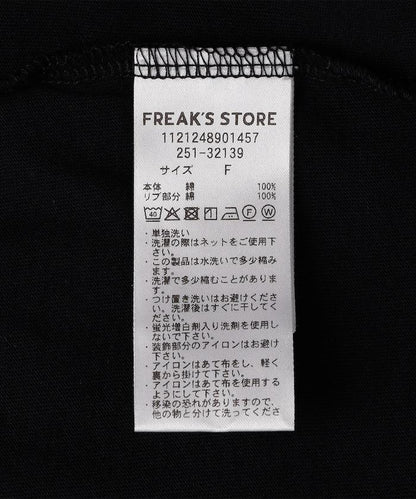 FREAK'S STORE
1121248901457
251-32139
サイズ F
本体 綿 100%
リブ部分 綿 100%
40 F W
・単独洗い
・洗濯の際はネットをご使用下
さい。
・この製品は水洗いで多少縮み
ます。
・洗濯で多少縮むことがありま
す。
・つけ置き洗いはお避けくださ
い。洗濯後はすぐに干してくだ
さい。
・蛍光増白剤入り洗剤を使用し
ないで下さい。
・装飾部分のアイロンはお避け
下さい。
・アイロンはあて布をし、軽く
裏から掛けて下さい。
・アイロンはあて布を使用する
ようにして下さい。
・移染の恐れがありますので、
他の物と分けて洗ってくださ